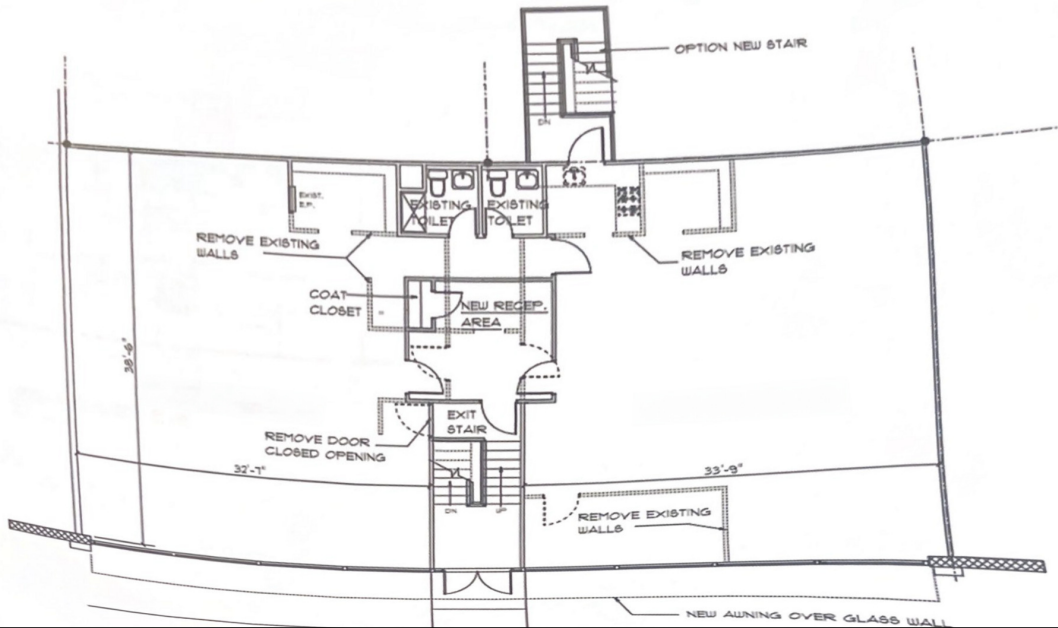 OPTION NEW STAIR
DN
EXIST.
E.P.
EXISTING
TOILET
EXISTING
TOILET
REMOVE EXISTING
WALLS
REMOVE EXISTING
WALLS
COAT
CLOSET
NEW RECEP.
AREA
38'-6"
EXIT
STAIR
REMOVE DOOR
CLOSED OPENING
32'-7"
33'-9"
DN
UP
REMOVE EXISTING
WALLS
NEW AWNING OVER GLASS WALL